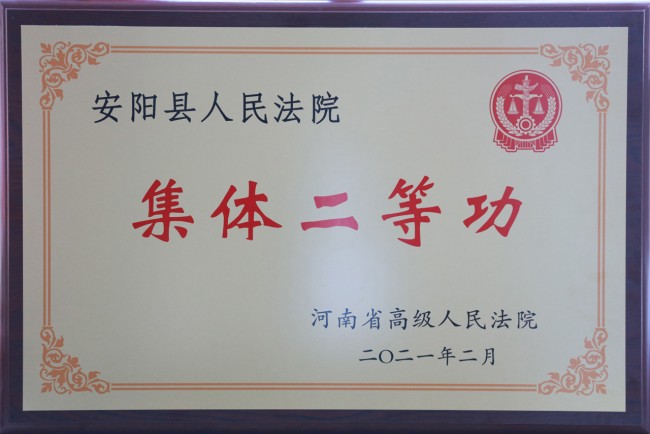 安阳县人民法院
集体二等功
河南省高级人民法院
二〇二一年二月